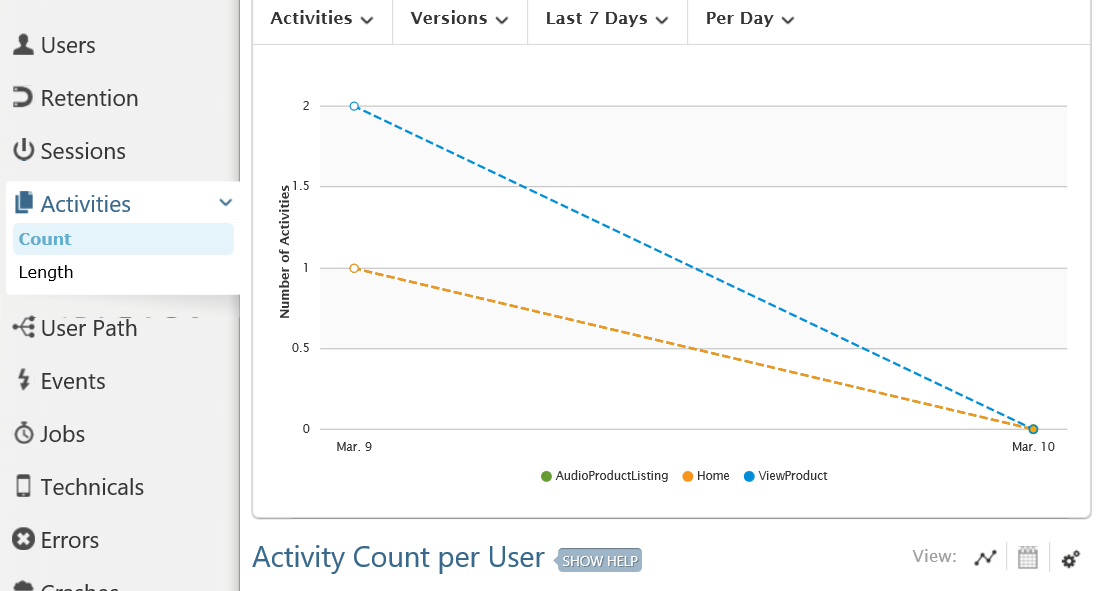 Activities
Versions
Last 7 Days
Per Day
Users
Retention
Sessions
Activities
Count
Length
User Path
Events
Jobs
Technicals
Errors
Number of Activities
2
1.5
1
0.5
0
Mar. 9
Mar. 10
AudioProductListing
Home
ViewProduct
Activity Count per User
SHOW HELP
View: